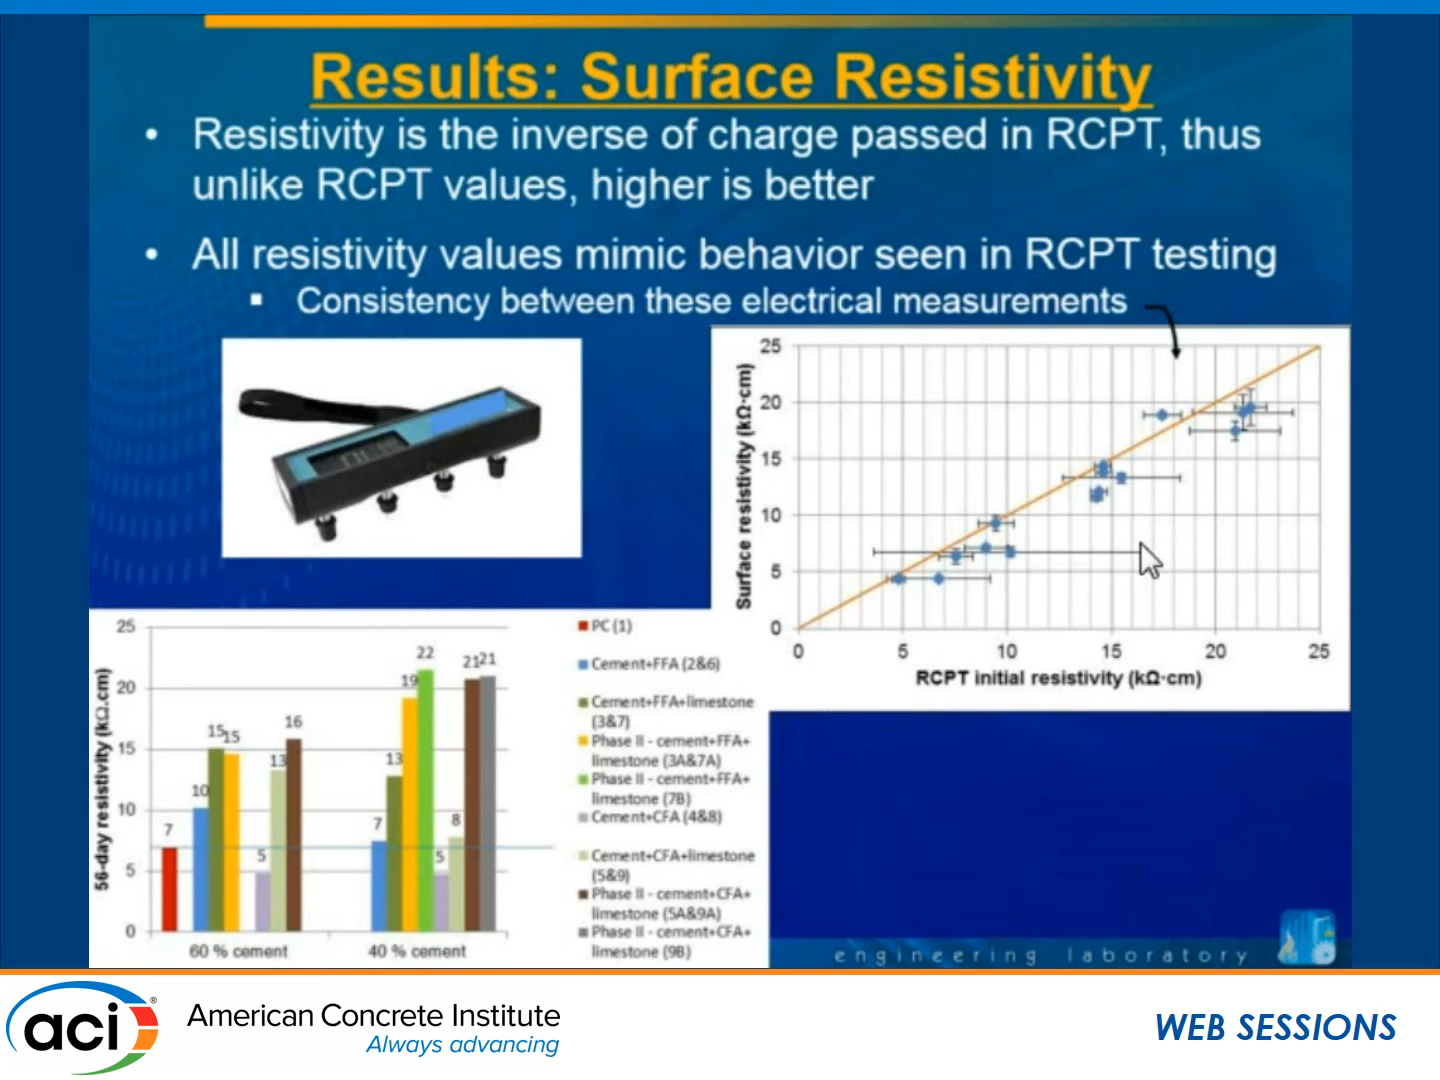 Results: Surface Resistivity
• Resistivity is the inverse of charge passed in RCPT, thus
unlike RCPT values, higher is better
• All resistivity values mimic behavior seen in RCPT testing
▪ Consistency between these electrical measurements
25
20
15
10
5
0
Surface resistivity (kΩ·cm)
0 5 10 15 20 25
RCPT initial resistivity (kΩ·cm)
25
20
15
10
5
0
56-day resistivity (kΩ.cm)
7 10 15 15 5 13 16
7 13 19 22 5 8 21 21
60 % cement 40 % cement
PC (1)
Cement+FFA (2&6)
Cement+FFA+limestone
(3&7)
Phase II - cement+FFA+
limestone (3A&7A)
Phase II - cement+FFA+
limestone (7B)
Cement+CFA (4&8)
Cement+CFA+limestone
(5&9)
Phase II - cement+CFA+
limestone (5A&9A)
Phase II - cement+CFA+
limestone (9B)
engineering laboratory
aci®
American Concrete Institute
Always advancing
WEB SESSIONS